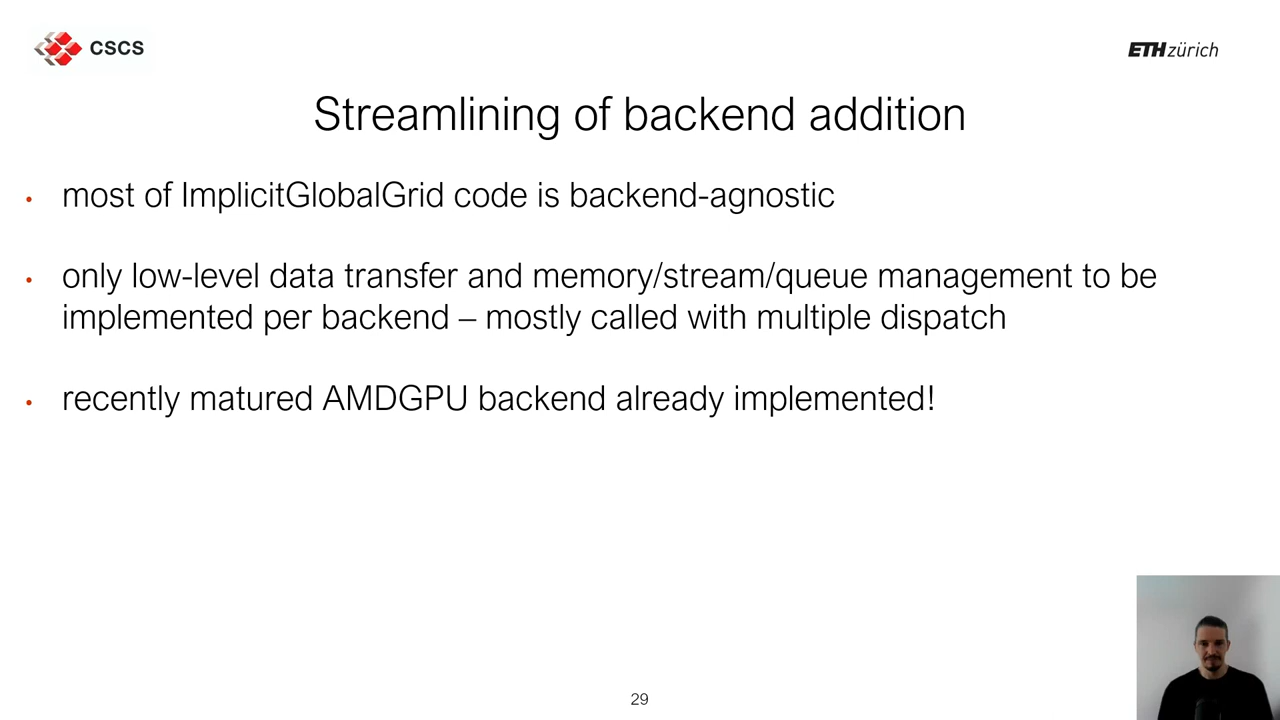 CSCS
ETH zürich
Streamlining of backend addition
• most of ImplicitGlobalGrid code is backend-agnostic
• only low-level data transfer and memory/stream/queue management to be
implemented per backend – mostly called with multiple dispatch
• recently matured AMDGPU backend already implemented!
29